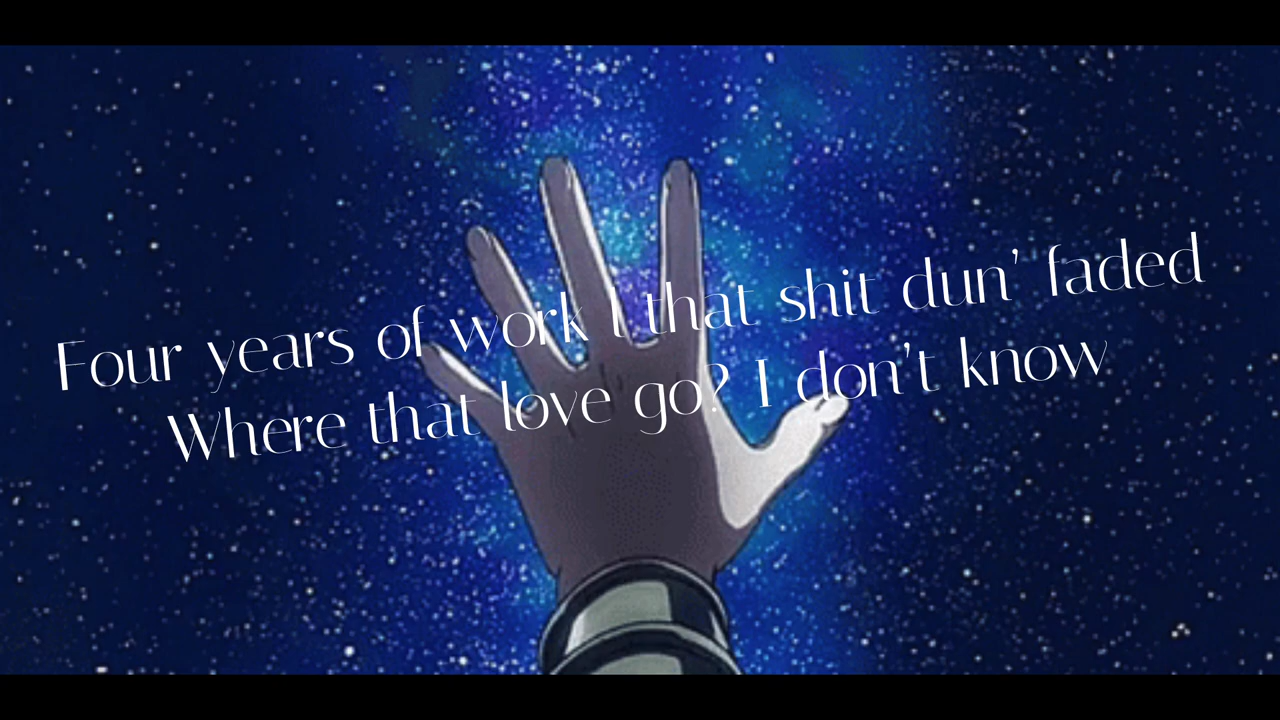 Four years of work l that shit dun' faded
Where that love go? I don't know